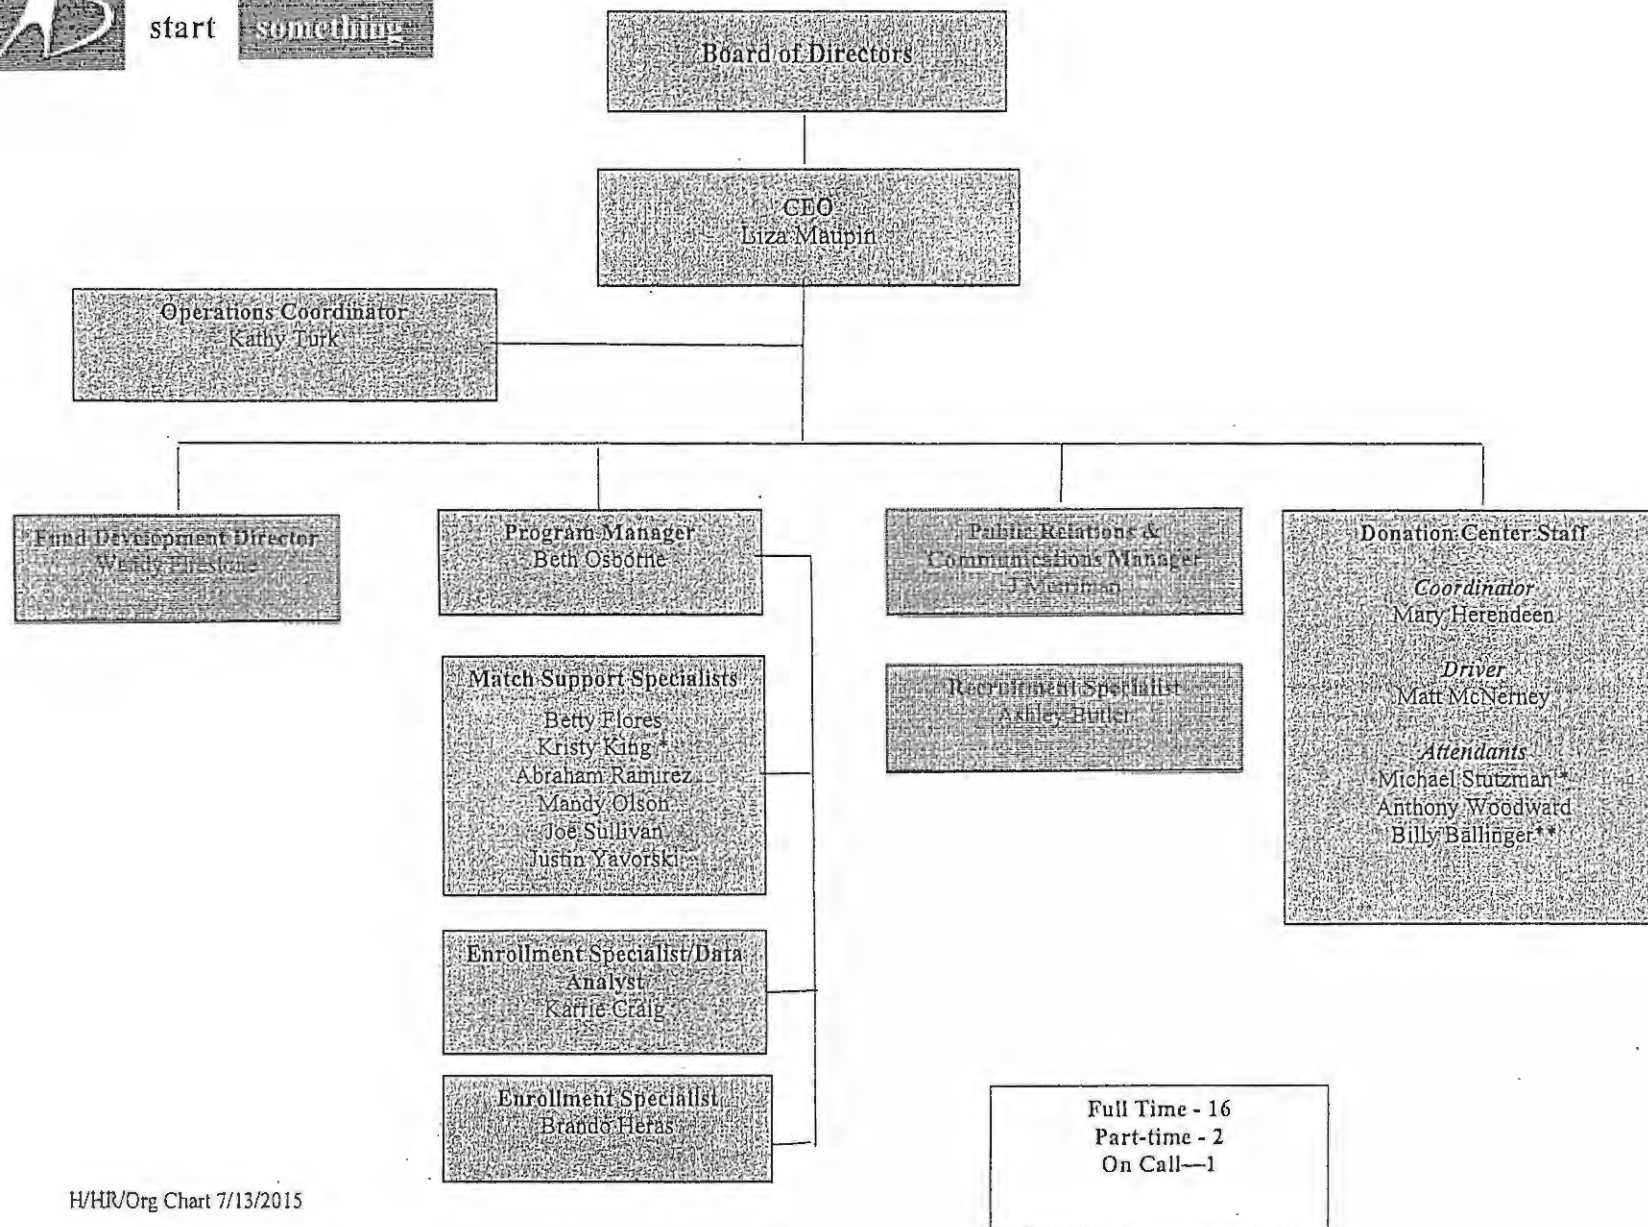 start something
Board of Directors
CEO
Liza Maupin
Operations Coordinator
Kathy Turk
Fund Development Director
Wendy Firestone
Program Manager
Beth Osborne
Match Support Specialists
Betty Flores
Kristy King *
Abraham Ramirez
Mandy Olson
Joe Sullivan
Justin Yavorski
Enrollment Specialist/Data
Analyst
Karrie Craig
Enrollment Specialist
Brando Heras
Public Relations &
Communications Manager
J Merriman
Recruitment Specialist
Ashley Butler
Donation Center Staff
Coordinator
Mary Herendeen
Driver
Matt McNerney
Attendants
Michael Stutzman *
Anthony Woodward
Billy Ballinger**
Full Time - 16
Part-time - 2
On Call—1
H/HR/Org Chart 7/13/2015